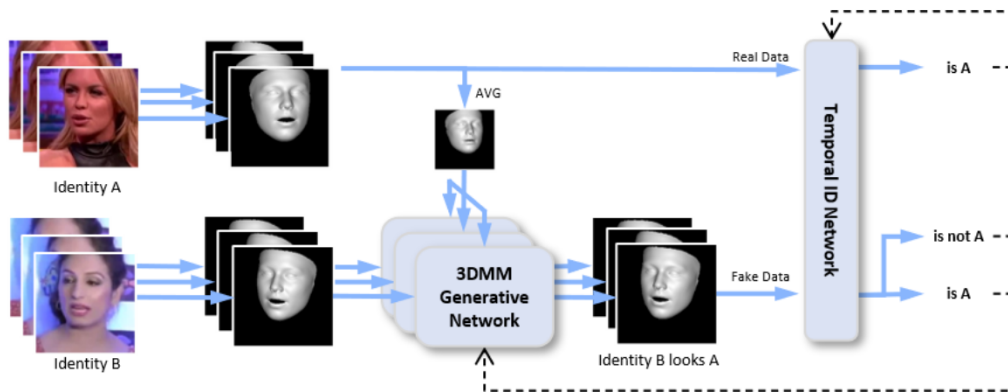 Real Data
is A
AVG
Temporal ID Network
Identity A
is not A
3DMM
Generative
Network
Fake Data
is A
Identity B
Identity B looks A